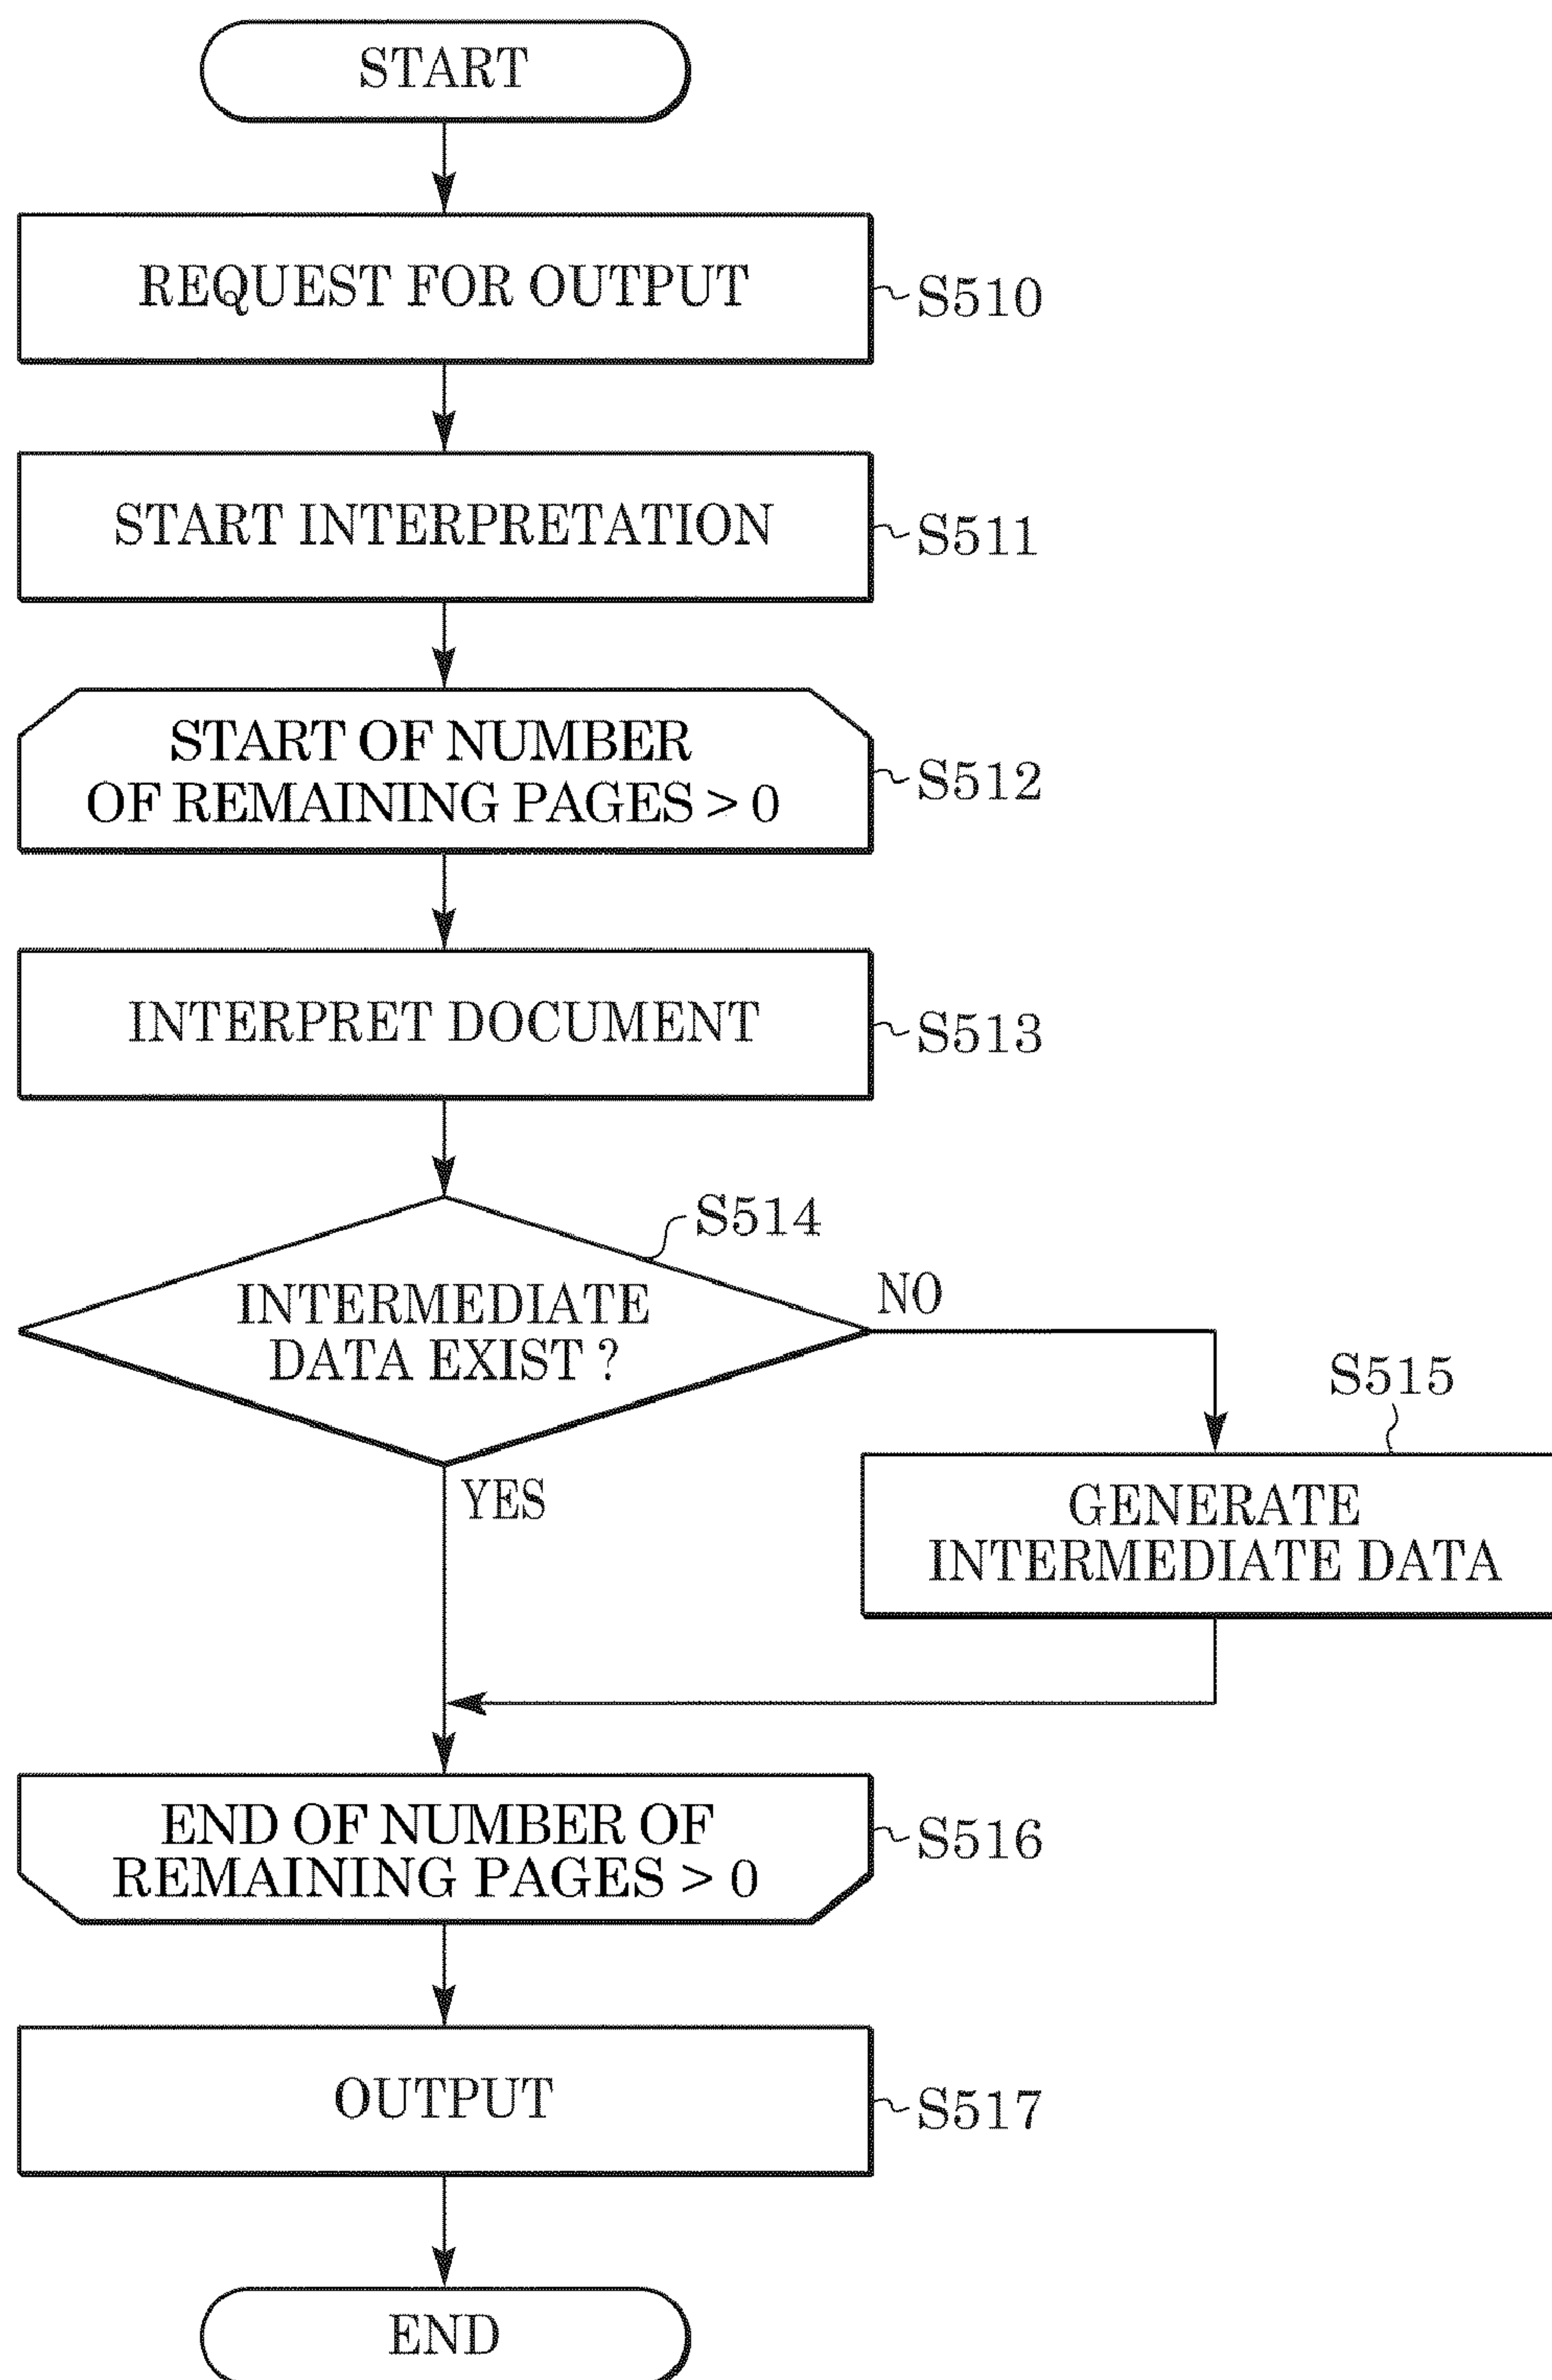 START
REQUEST FOR OUTPUT
S510
START INTERPRETATION
S511
START OF NUMBER
OF REMAINING PAGES > 0
S512
INTERPRET DOCUMENT
S513
S514
INTERMEDIATE
DATA EXIST ?
NO
YES
S515
GENERATE
INTERMEDIATE DATA
END OF NUMBER OF
REMAINING PAGES > 0
S516
OUTPUT
S517
END